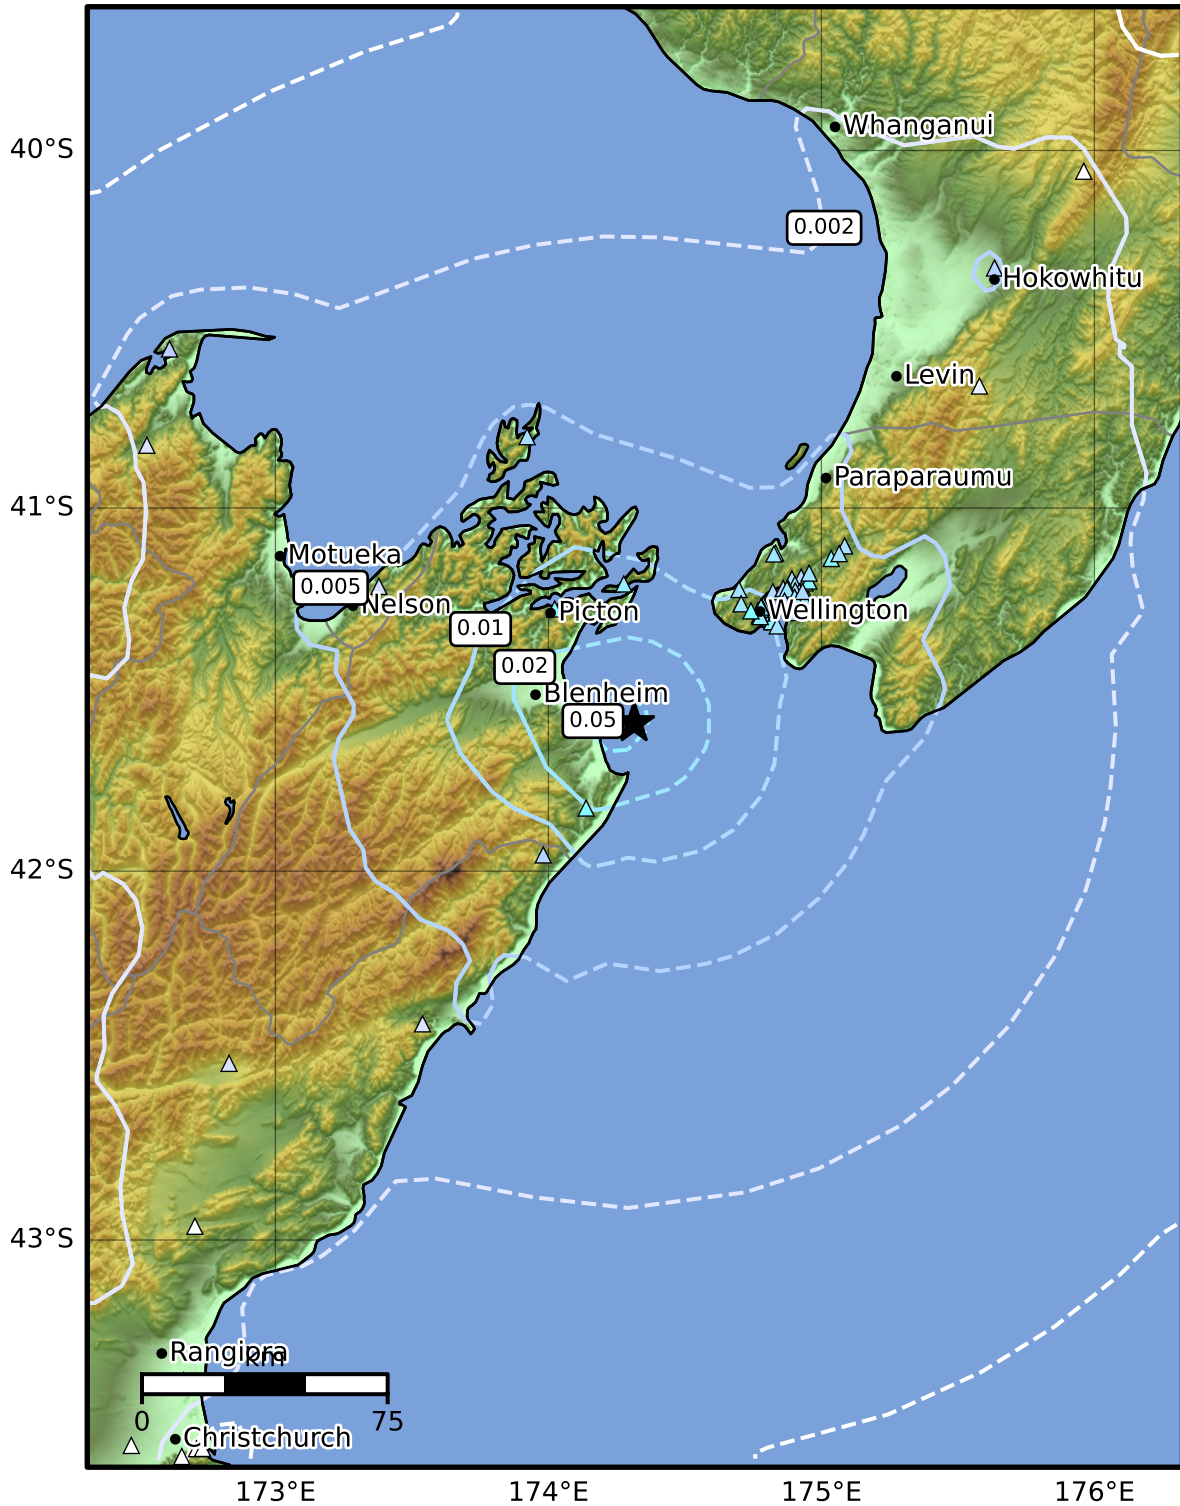 Whanganui
40°S
0.002
Hokowhitu
Levin
Paraparaumu
41°S
Motueka
0.005
Nelson
Picton
Wellington
0.01
0.02
Blenheim
0.05
42°S
43°S
Rangiora
km
0
75
Christchurch
173°E
174°E
175°E
176°E